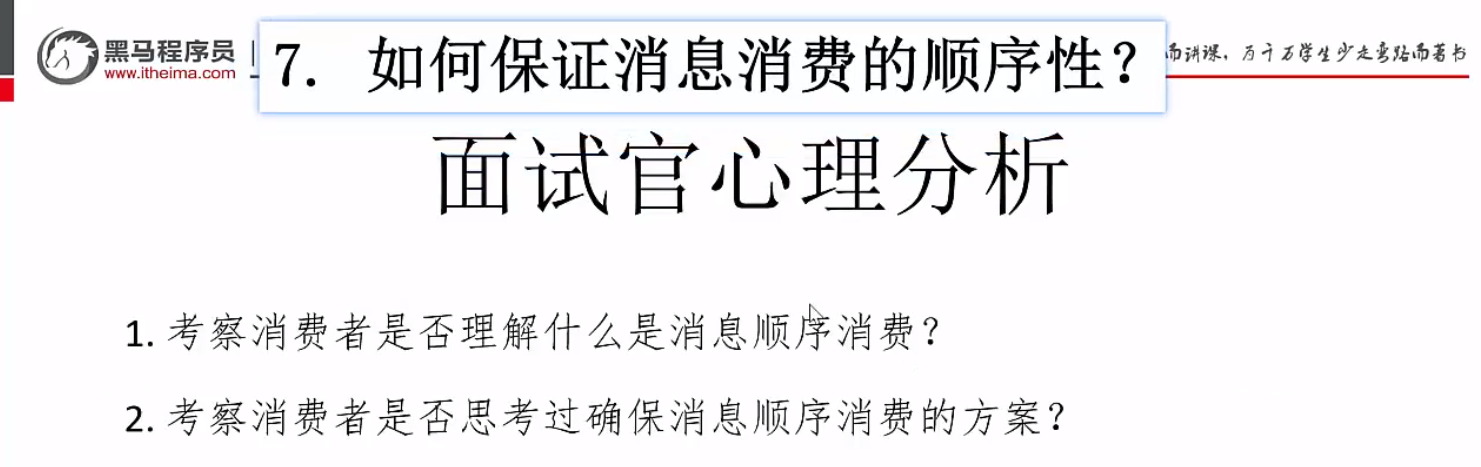 黑马程序员
www.itheima.com
7. 如何保证消息消费的顺序性？
而讲课，为千万学生少走弯路而著书
面试官心理分析
1. 考察消费者是否理解什么是消息顺序消费？
2. 考察消费者是否思考过确保消息顺序消费的方案？